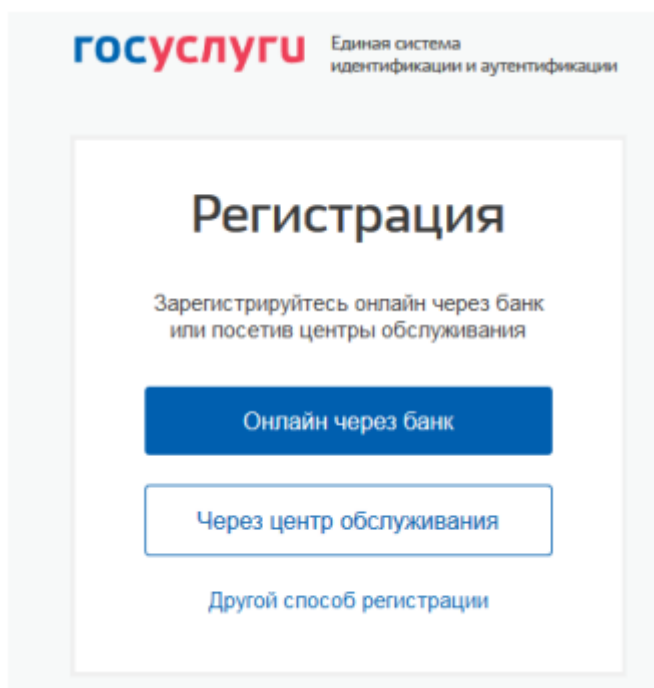 госуслуги
Единая система
идентификации и аутентификации
Регистрация
Зарегистрируйтесь онлайн через банк
или посетив центры обслуживания
Онлайн через банк
Через центр обслуживания
Другой способ регистрации